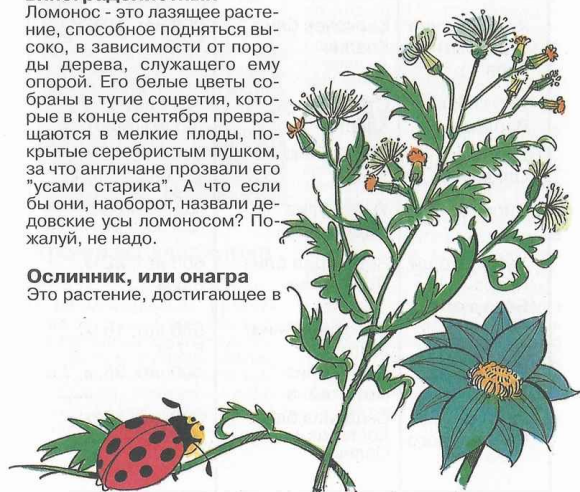 Ломонос - это лазящее расте-
ние, способное подняться вы-
соко, в зависимости от поро-
ды дерева, служащего ему
опорой. Его белые цветы со-
браны в тугие соцветия, кото-
рые в конце сентября превра-
щаются в мелкие плоды, по-
крытые серебристым пушком,
за что англичане прозвали его
"усами старика". А что если
бы они, наоборот, назвали де-
довские усы ломоносом? По-
жалуй, не надо.
Ослинник, или онагра
Это растение, достигающее в